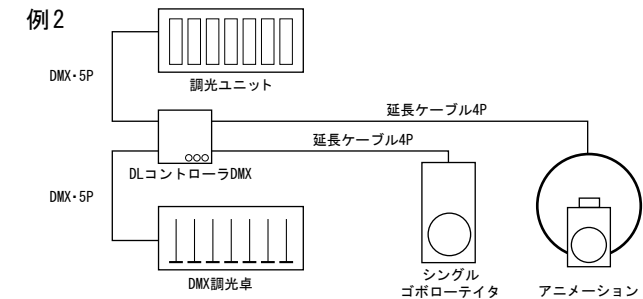 例2
DMX・5P
調光ユニット
延長ケーブル4P
延長ケーブル4P
DLコントローラDMX
DMX・5P
DMX調光卓
シングル
ゴボローテイタ
アニメーション